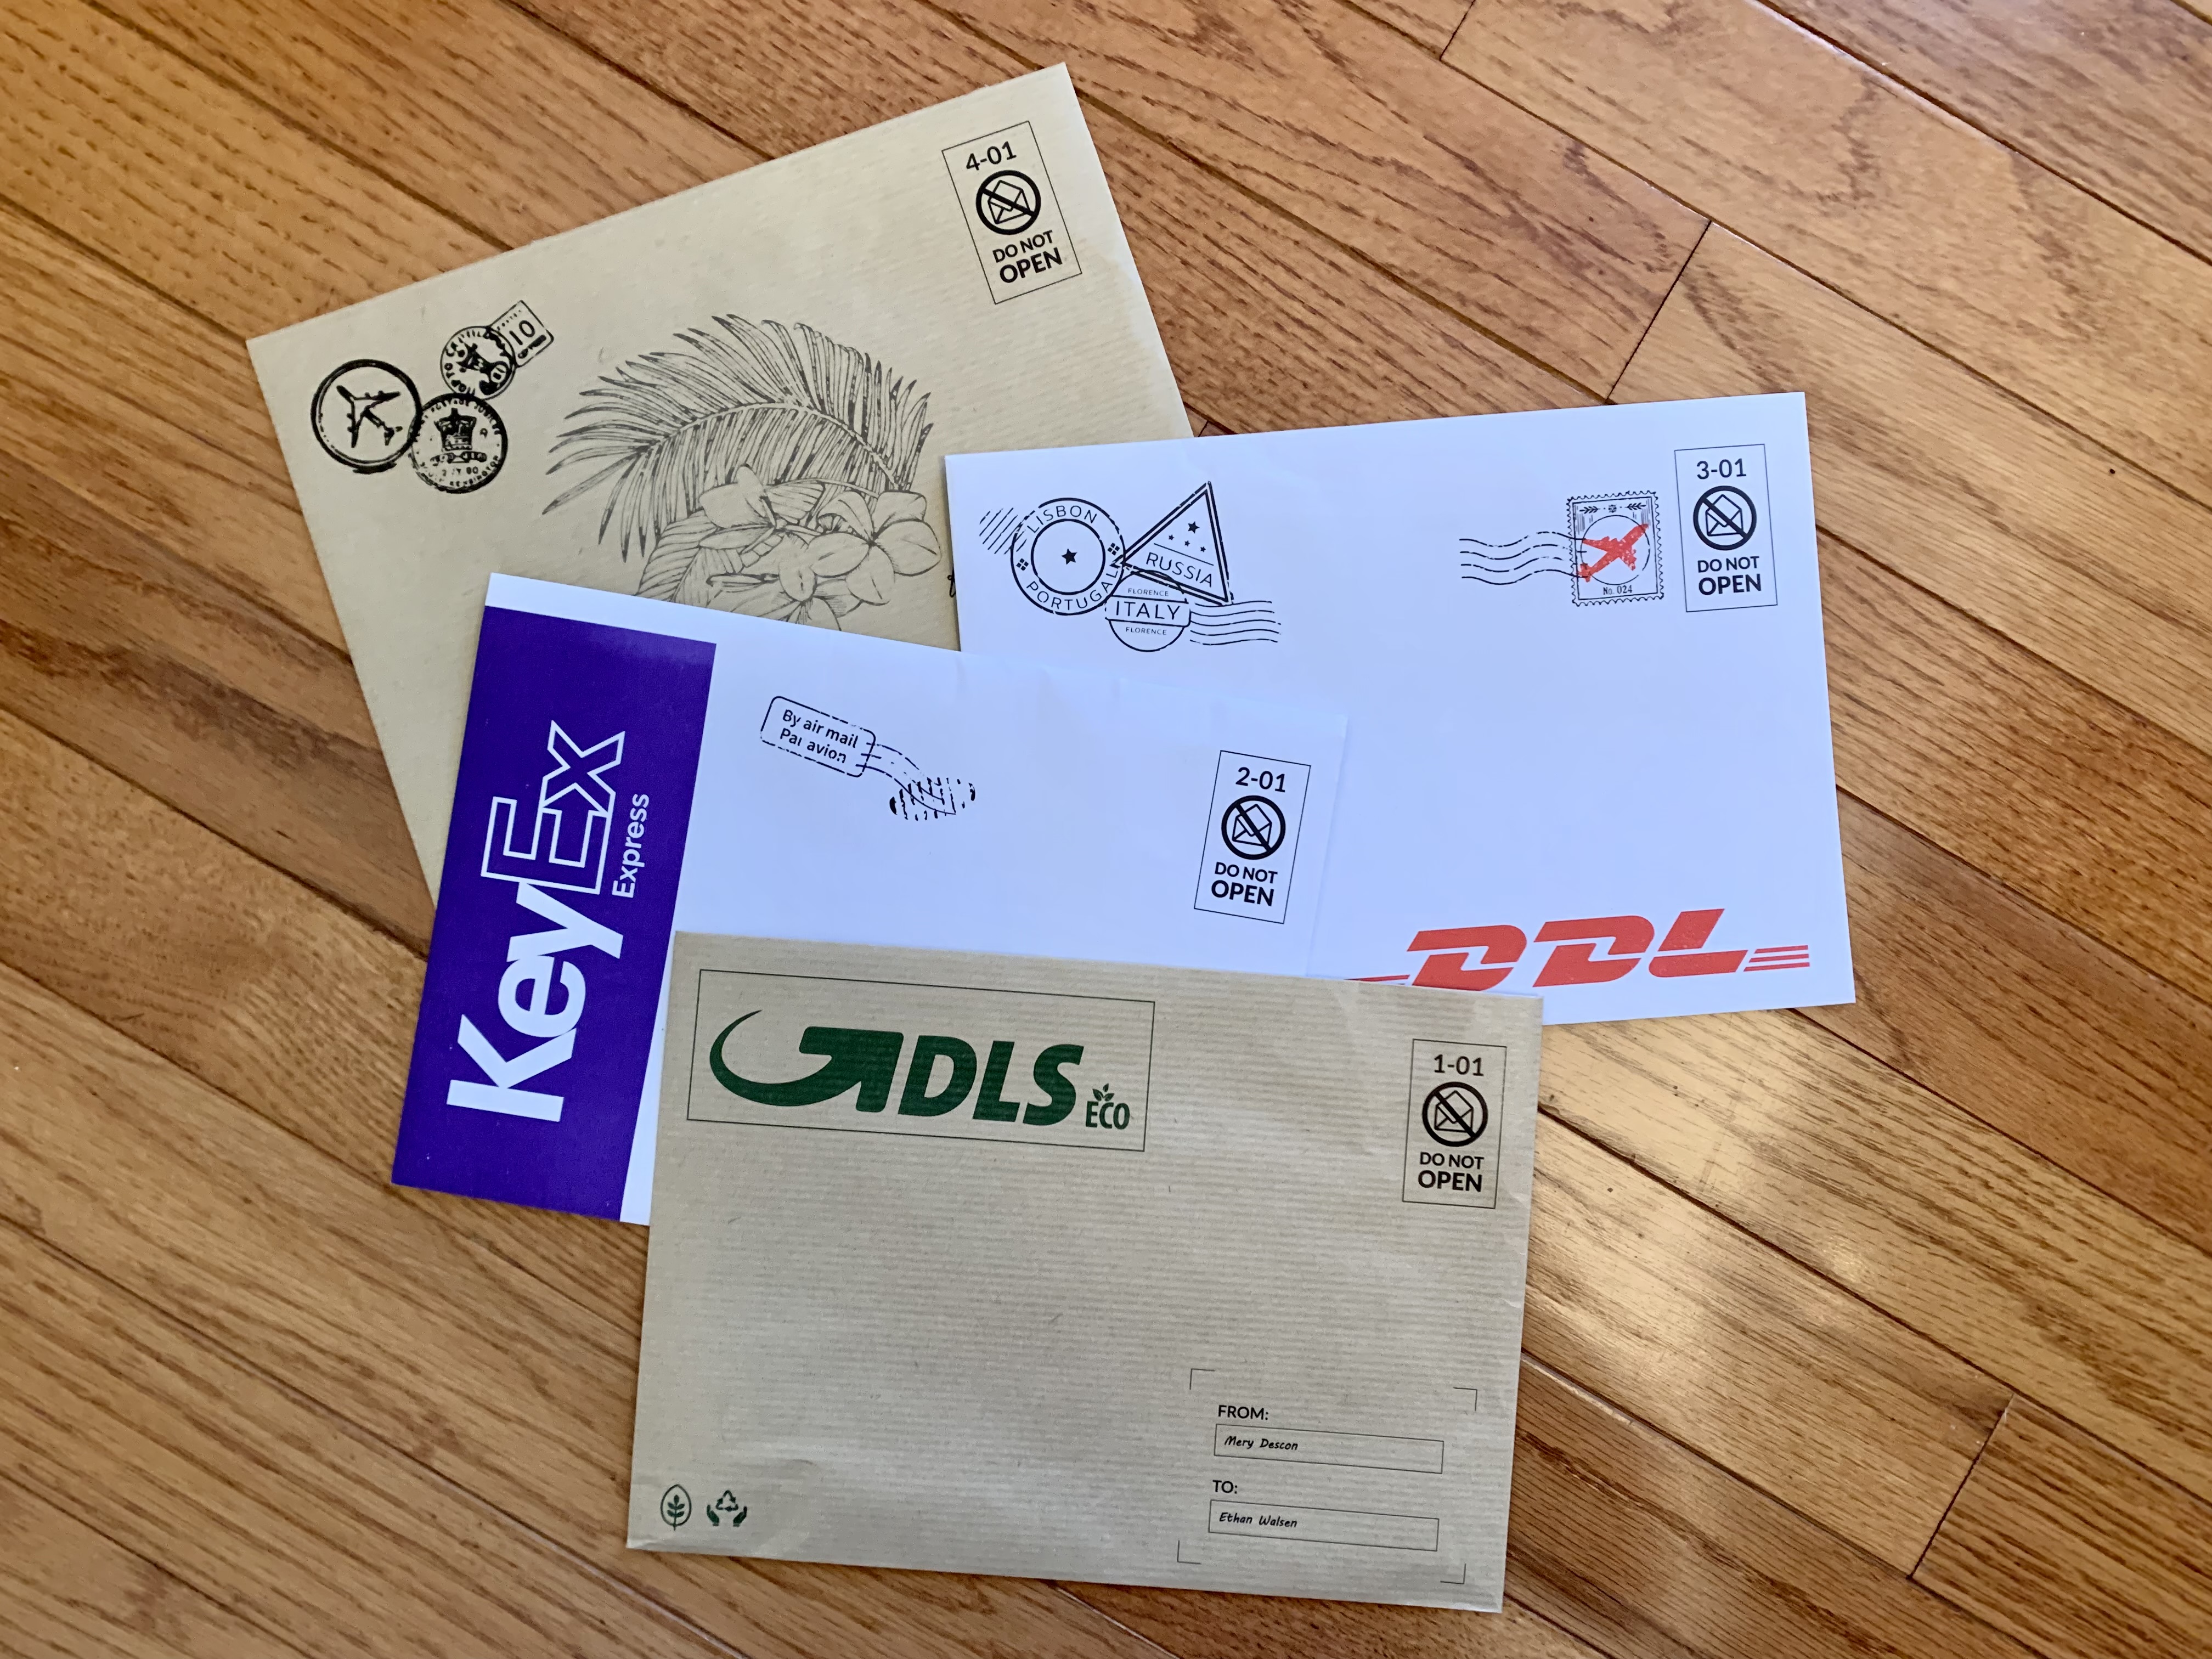 4-01
DO NOT
OPEN
10
3-01
DO NOT
OPEN
LISBON
PORTUGAL
RUSSIA
FLORENCE
ITALY
FLORENCE
No. 024
By air mail
Par avion
2-01
DO NOT
OPEN
KeyEx
Express
DDL
DLS
ECO
1-01
DO NOT
OPEN
FROM:
Mery Descon
TO:
Ethan Walsen